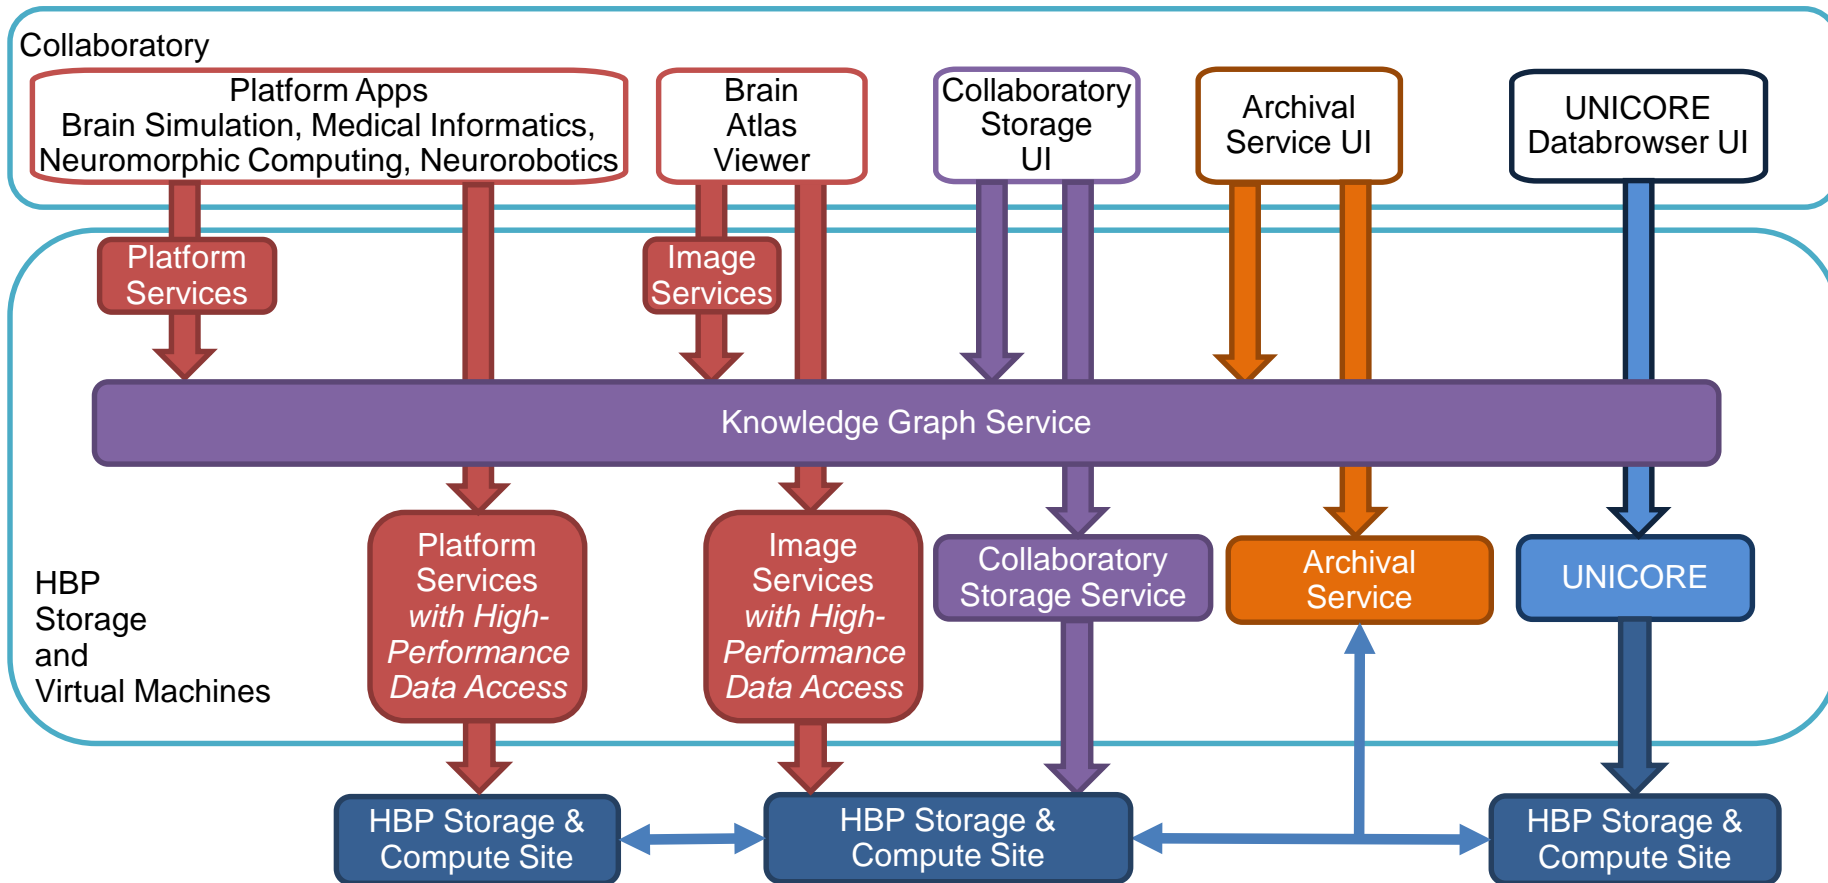 Collaboratory
Platform Apps
Brain Simulation, Medical Informatics,
Neuromorphic Computing, Neurorobotics
Brain
Atlas
Viewer
Collaboratory
Storage
UI
Archival
Service UI
UNICORE
Databrowser UI
Platform
Services
Image
Services
Knowledge Graph Service
HBP
Storage
and
Virtual Machines
Platform
Services
with High-
Performance
Data Access
Image
Services
with High-
Performance
Data Access
Collaboratory
Storage Service
Archival
Service
UNICORE
HBP Storage &
Compute Site
HBP Storage &
Compute Site
HBP Storage &
Compute Site